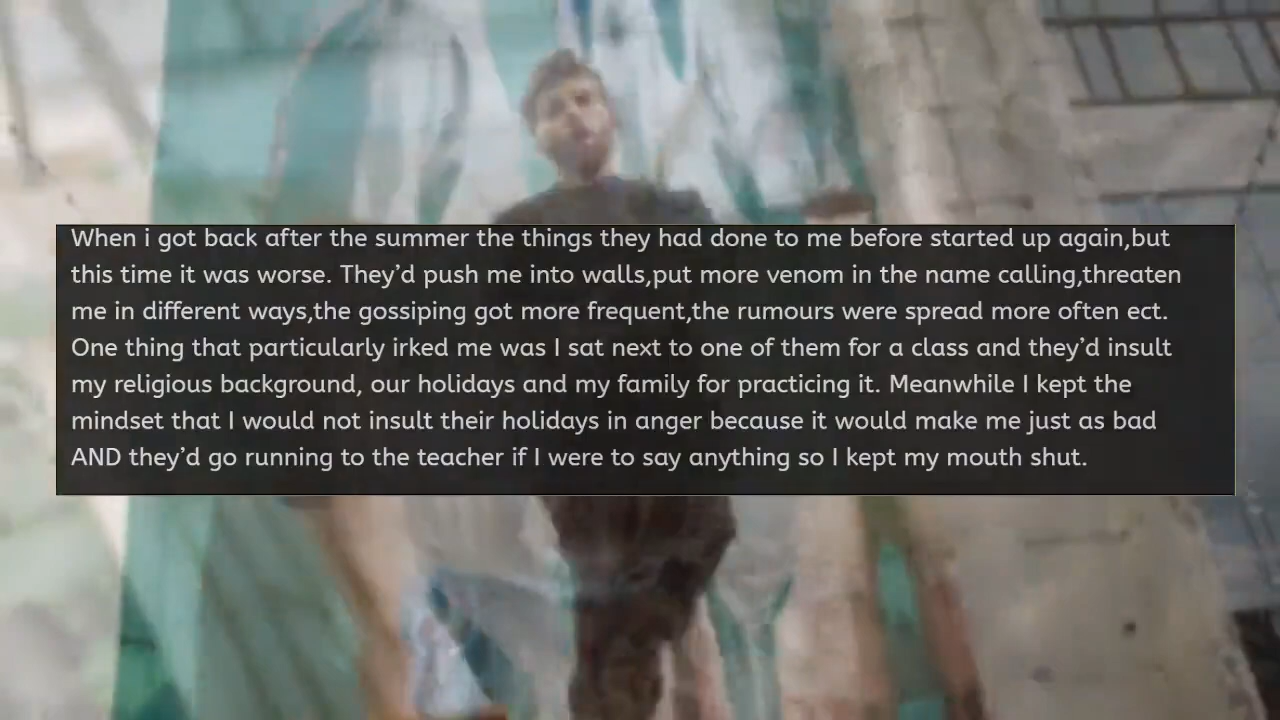 When i got back after the summer the things they had done to me before started up again,but
this time it was worse. They’d push me into walls,put more venom in the name calling,threaten
me in different ways,the gossiping got more frequent,the rumours were spread more often ect.
One thing that particularly irked me was I sat next to one of them for a class and they’d insult
my religious background, our holidays and my family for practicing it. Meanwhile I kept the
mindset that I would not insult their holidays in anger because it would make me just as bad
AND they’d go running to the teacher if I were to say anything so I kept my mouth shut.